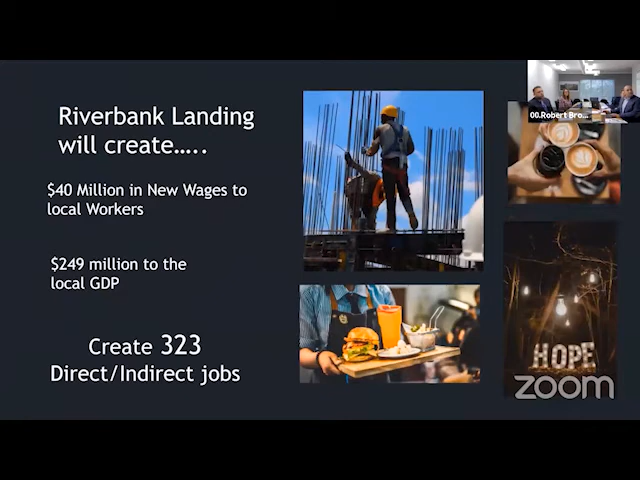 Riverbank Landing
will create…..
$40 Million in New Wages to
local Workers
$249 million to the
local GDP
Create 323
Direct/Indirect jobs
00.Robert Bro...
HOPE
zoom